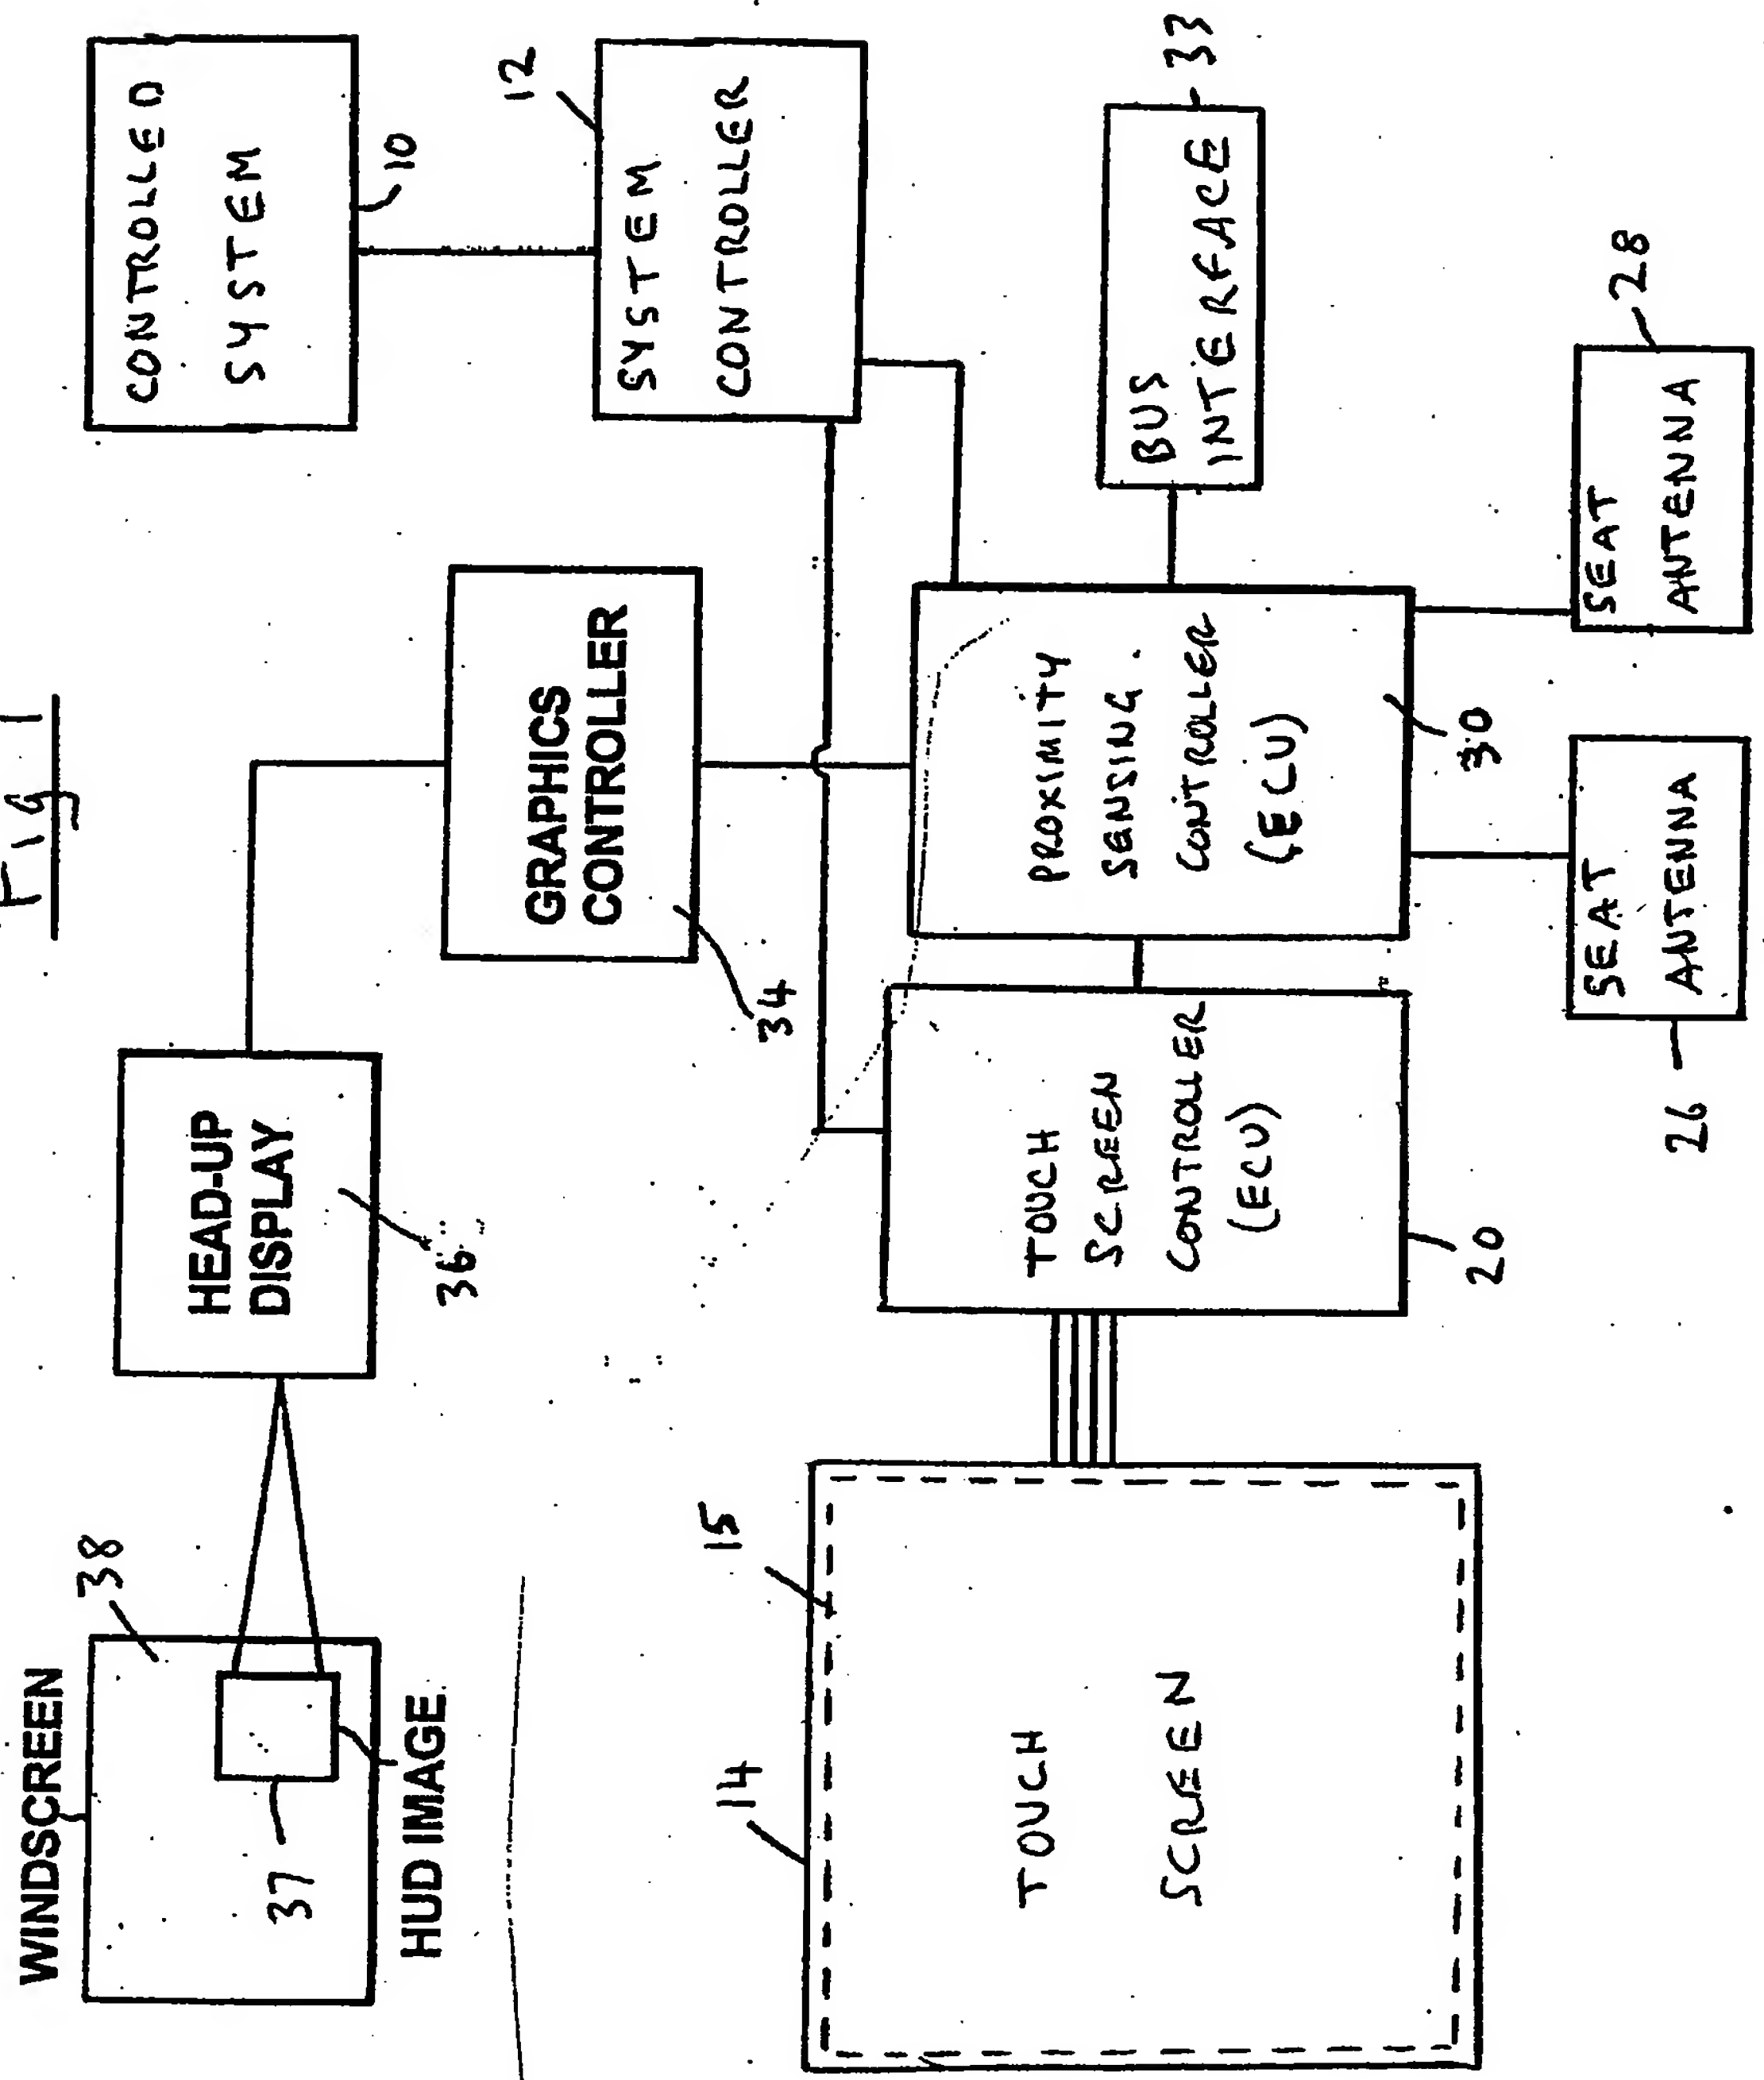 Fig 1
WINDSCREEN
38
37
HUD IMAGE
HEAD-UP
DISPLAY
36
GRAPHICS
CONTROLLER
34
CONTROLLED
SYSTEM
10
12
SYSTEM
CONTROLLER
14
15
TOUCH
SCREEN
TOUCH
SCREEN
CONTROLLER
(ECU)
20
PROXIMITY
SENSING
CONTROLLER
(ECU)
30
BUS
INTERFACE
33
SEAT
ANTENNA
26
SEAT
ANTENNA
28